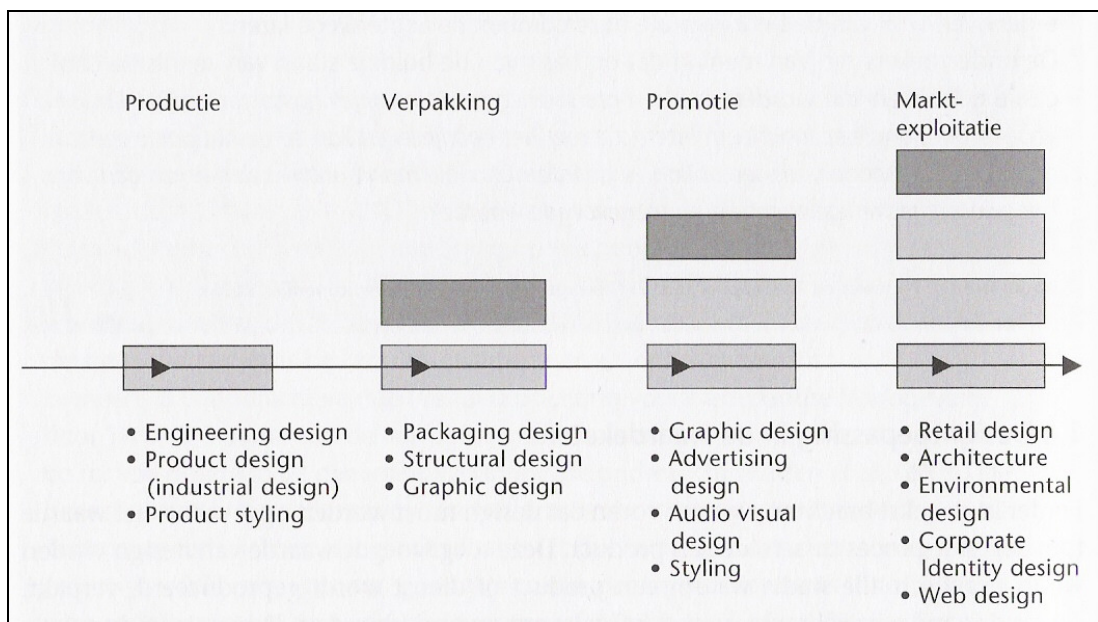 Productie
Verpakking
Promotie
Markt-
exploitatie
• Engineering design
• Product design
(industrial design)
• Product styling
• Packaging design
• Structural design
• Graphic design
• Graphic design
• Advertising
design
• Audio visual
design
• Styling
• Retail design
• Architecture
• Environmental
design
• Corporate
Identity design
• Web design